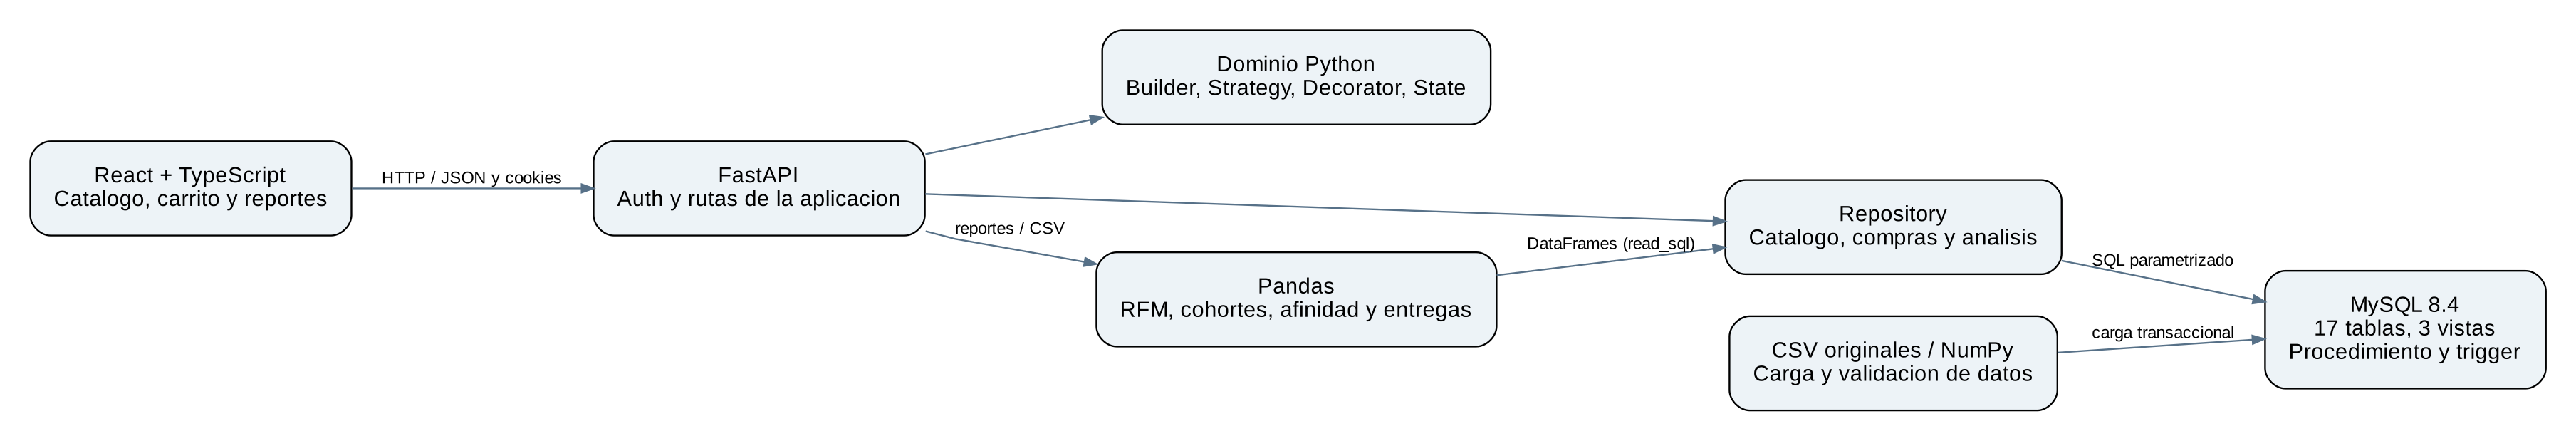 React + TypeScript
Catalogo, carrito y reportes
HTTP / JSON y cookies
FastAPI
Auth y rutas de la aplicacion
Dominio Python
Builder, Strategy, Decorator, State
reportes / CSV
Pandas
RFM, cohortes, afinidad y entregas
DataFrames (read_sql)
Repository
Catalogo, compras y analisis
SQL parametrizado
CSV originales / NumPy
Carga y validacion de datos
carga transaccional
MySQL 8.4
17 tablas, 3 vistas
Procedimiento y trigger